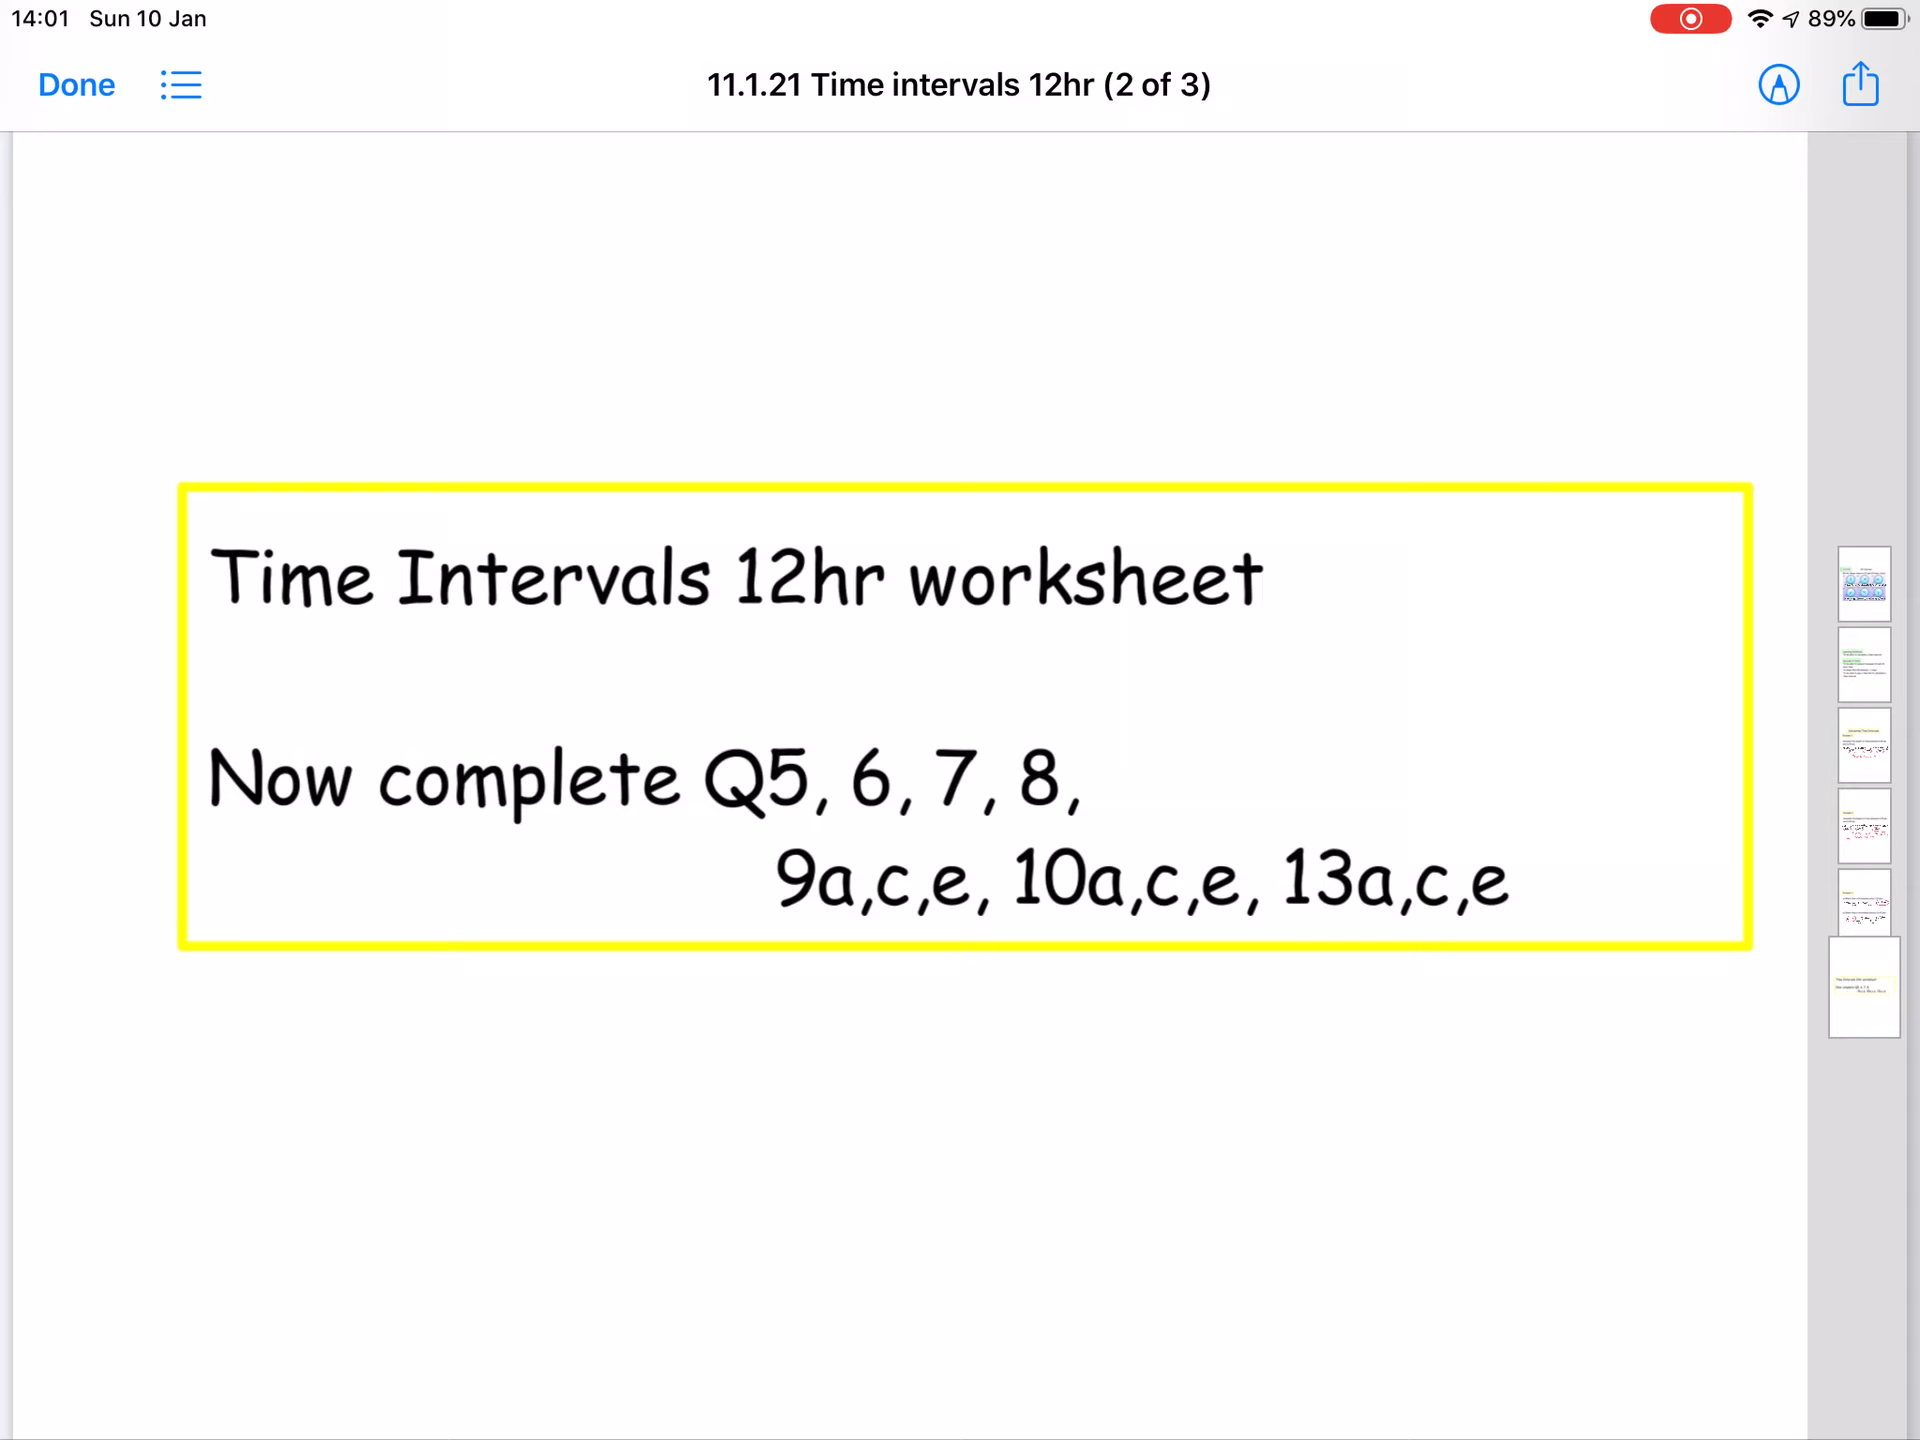 14:01 Sun 10 Jan
89%
Done
11.1.21 Time intervals 12hr (2 of 3)
Time Intervals 12hr worksheet
Now complete Q5, 6, 7, 8,
9a,c,e, 10a,c,e, 13a,c,e